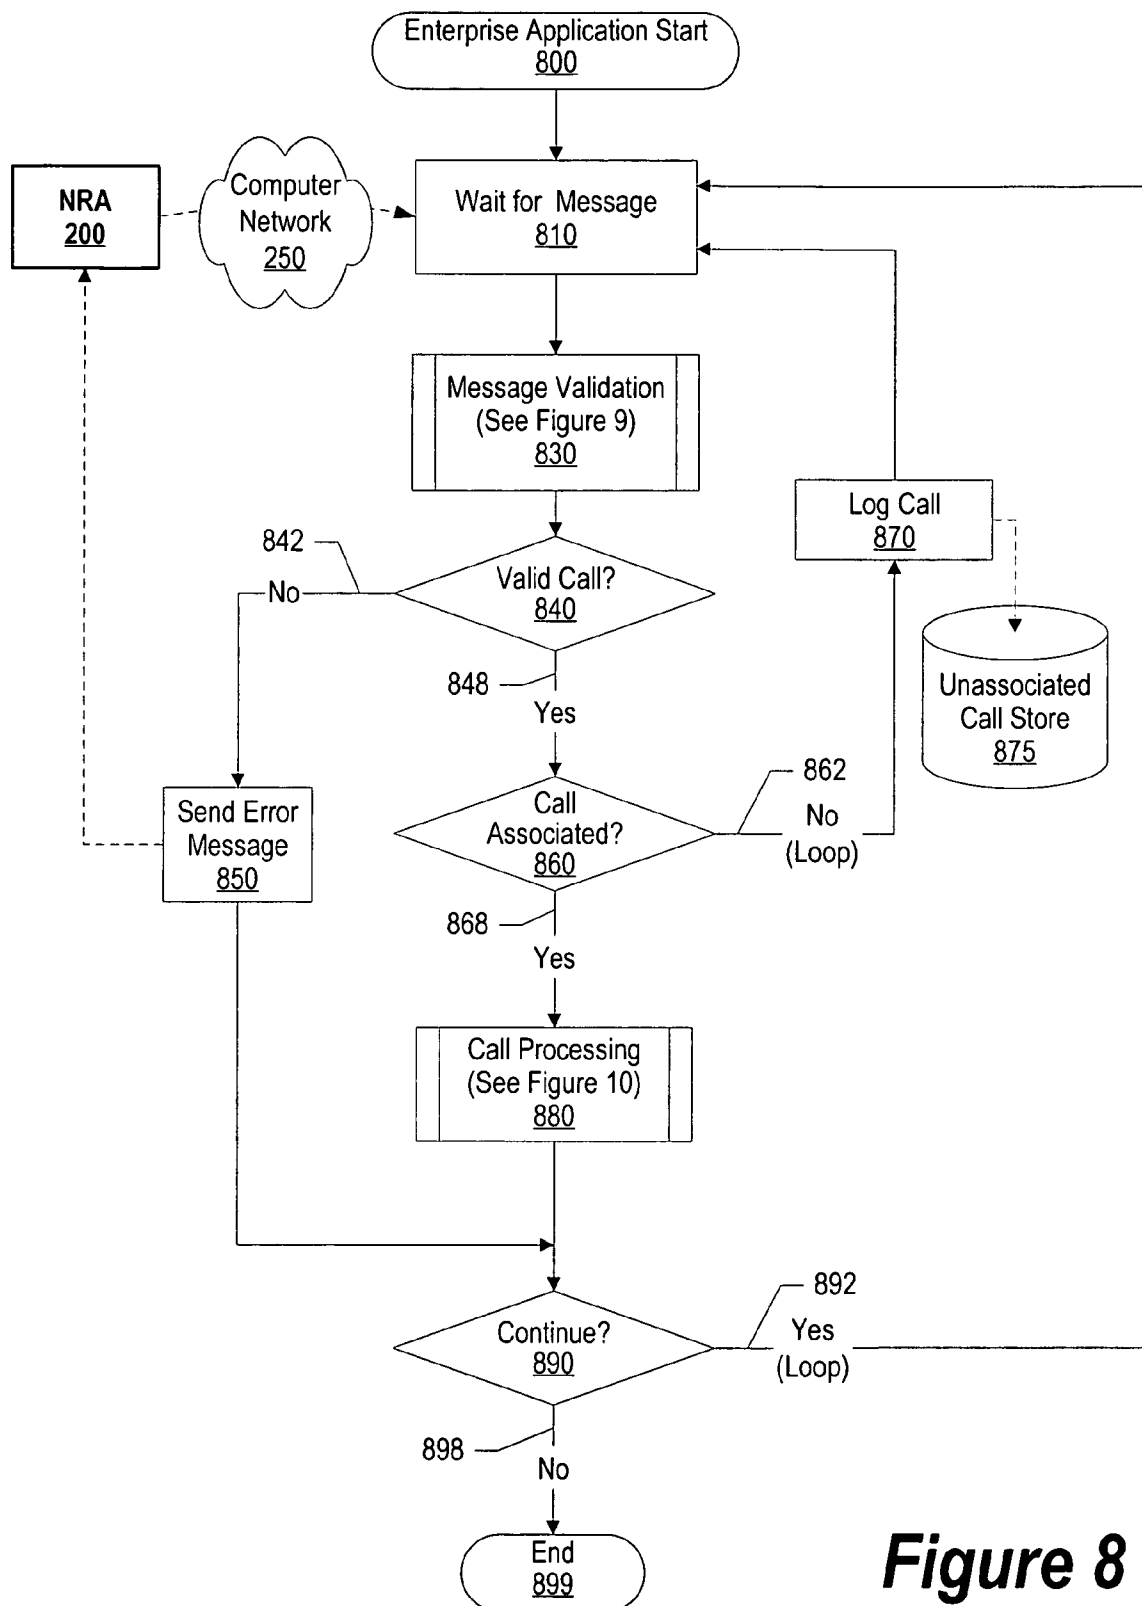 Enterprise Application Start
800
NRA
200
Computer
Network
250
Wait for Message
810
Message Validation
(See Figure 9)
830
Log Call
870
842
No
Valid Call?
840
848
Yes
Unassociated
Call Store
875
862
No
(Loop)
Send Error
Message
850
Call
Associated?
860
868
Yes
Call Processing
(See Figure 10)
880
892
Yes
(Loop)
Continue?
890
898
No
End
899
Figure 8